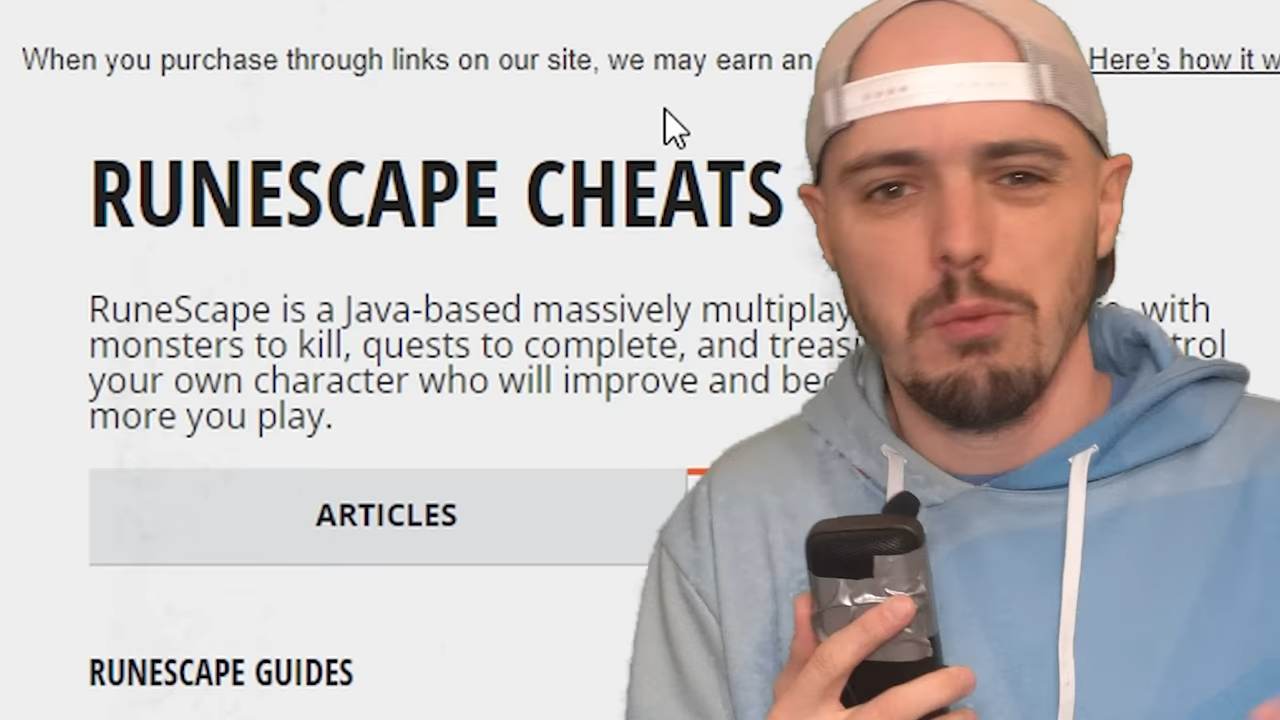 When you purchase through links on our site, we may earn an Here's how it w
RUNESCAPE CHEATS
RuneScape is a Java-based massively multiplay with
monsters to kill, quests to complete, and treas trol
your own character who will improve and bec
more you play.
ARTICLES
RUNESCAPE GUIDES